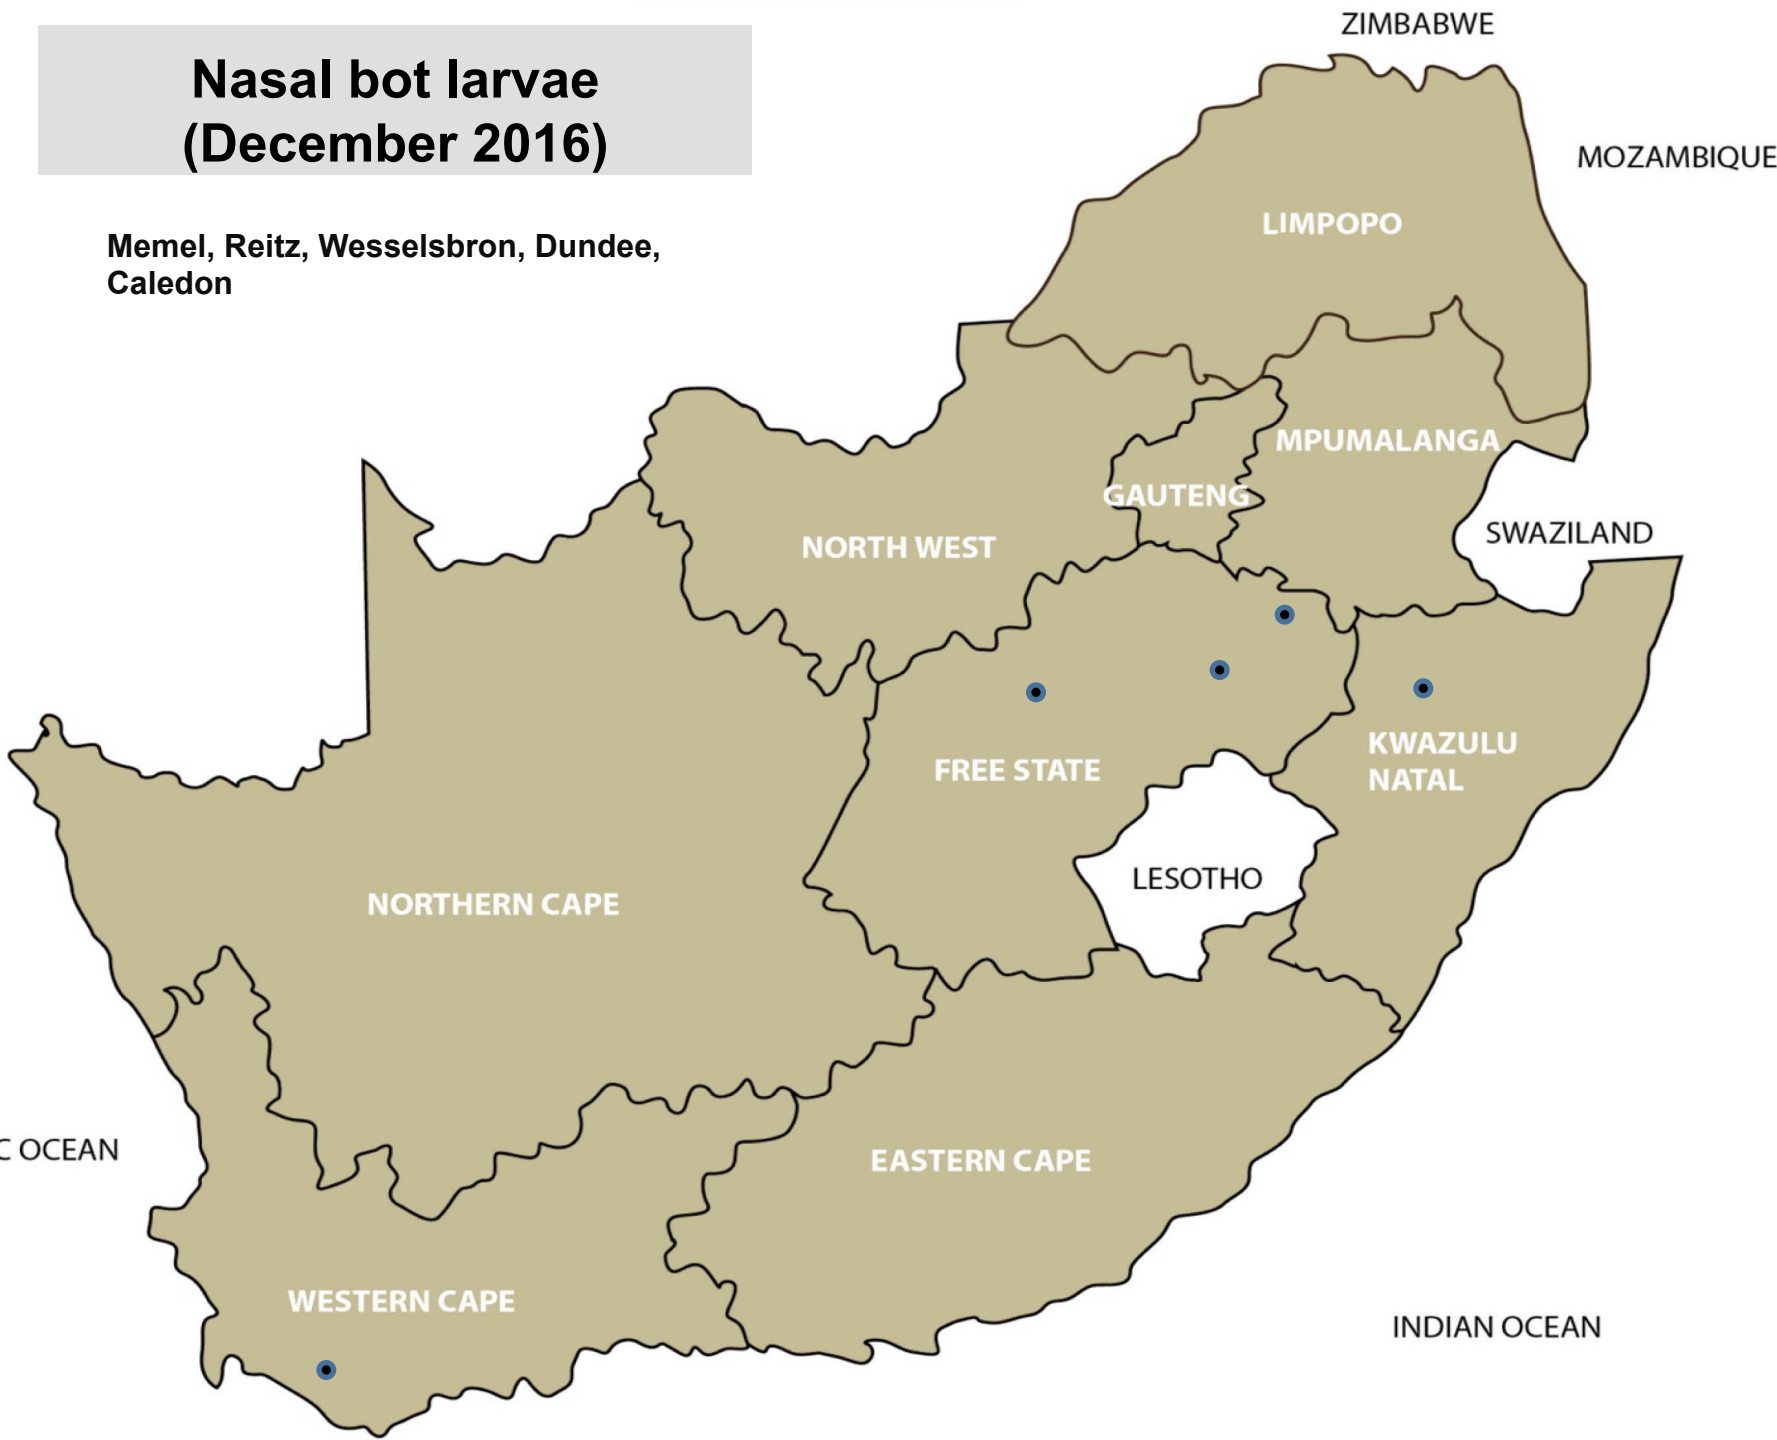 Nasal bot larvae
(December 2016)
Memel, Reitz, Wesselsbron, Dundee,
Caledon
ZIMBABWE
MOZAMBIQUE
LIMPOPO
MPUMALANGA
GAUTENG
NORTH WEST
SWAZILAND
KWAZULU
NATAL
FREE STATE
LESOTHO
NORTHERN CAPE
C OCEAN
EASTERN CAPE
WESTERN CAPE
INDIAN OCEAN